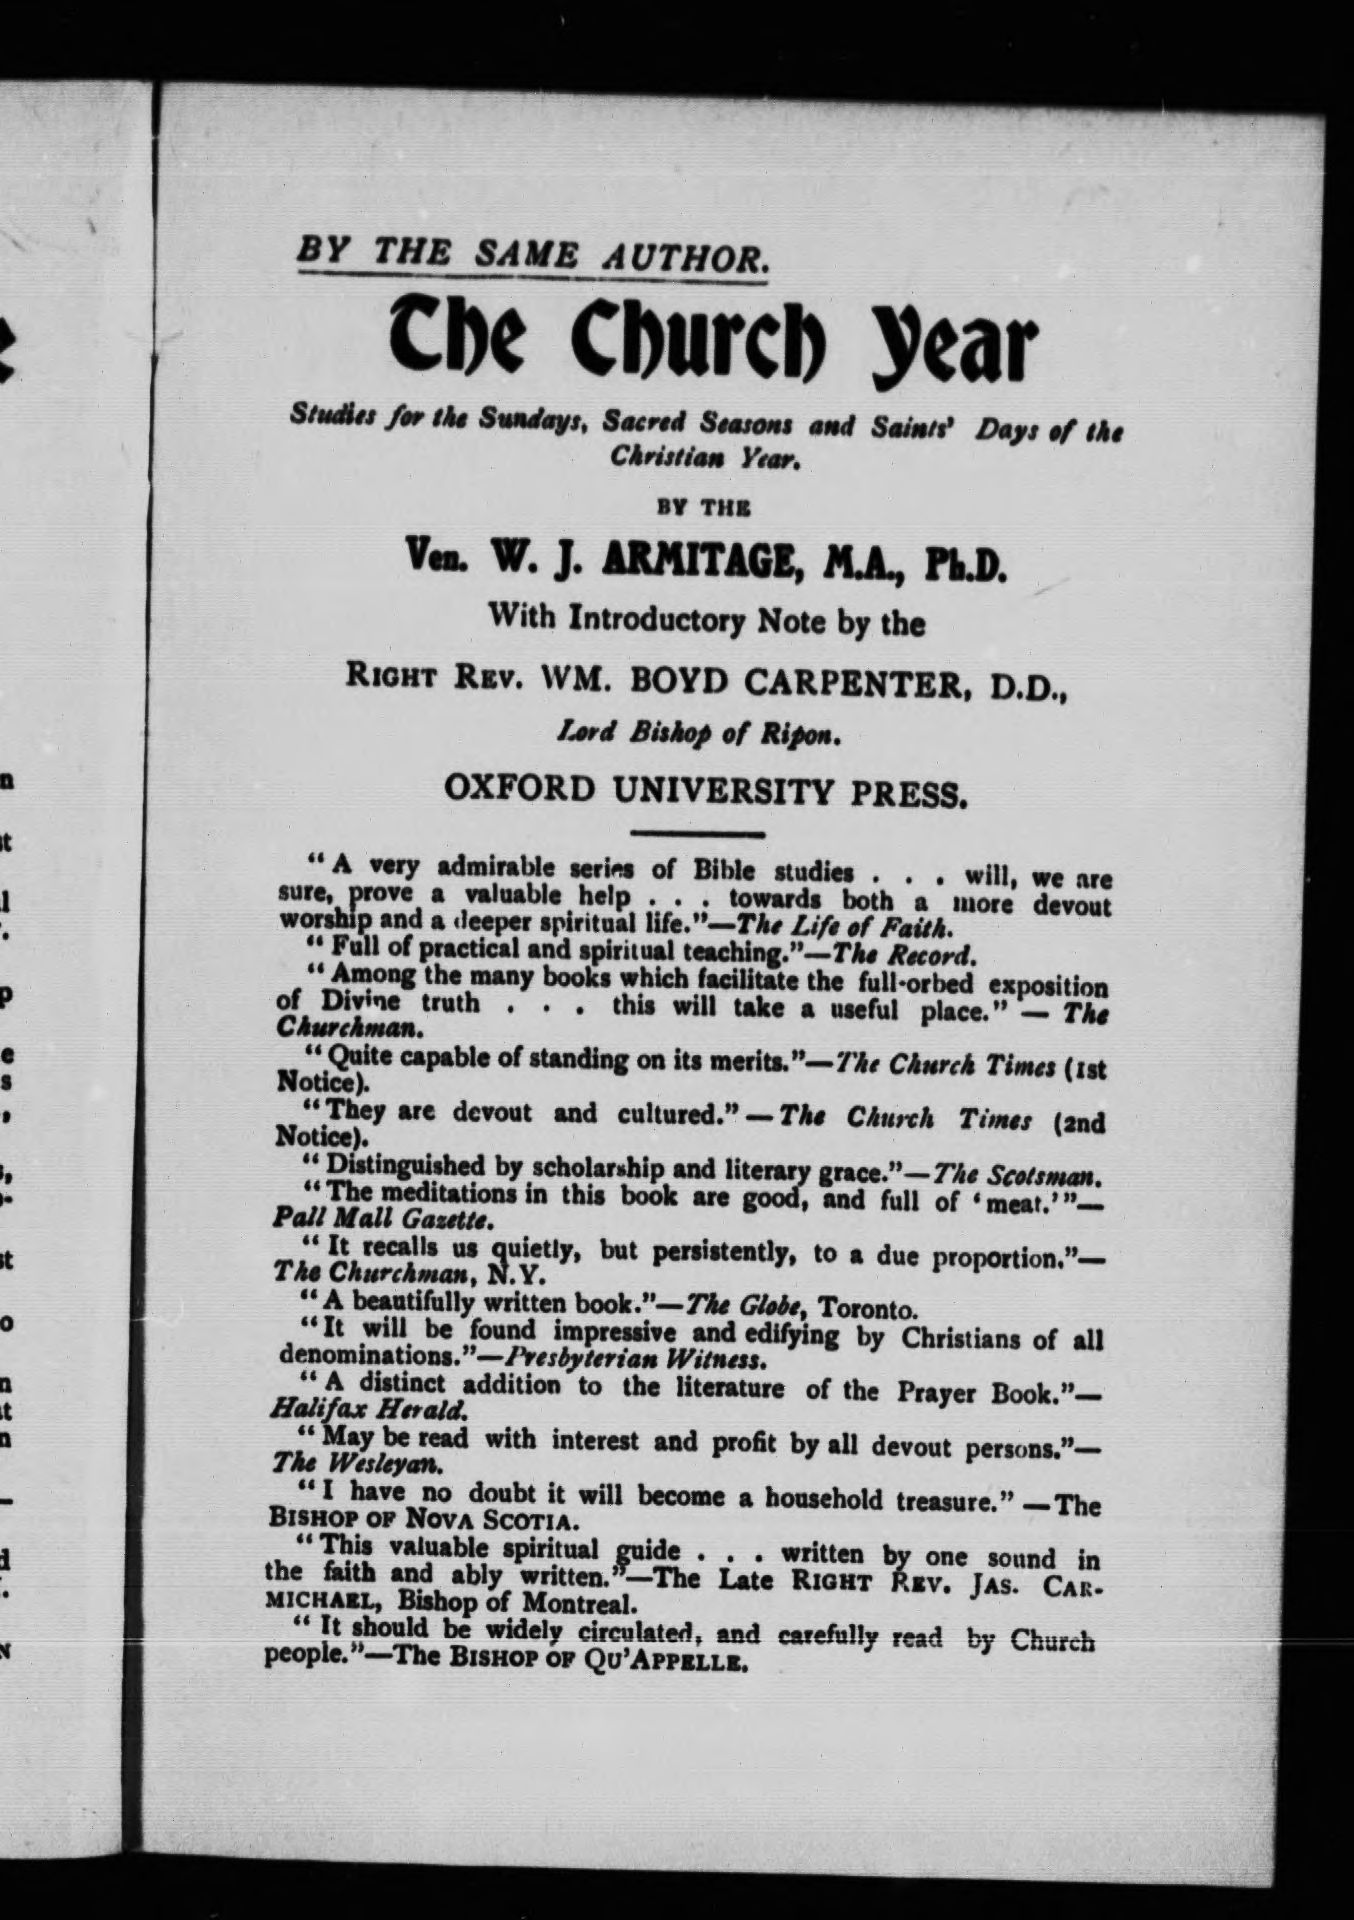 BY THE SAME AUTHOR.
The Church Year
Studies for the Sundays, Sacred Seasons and Saints' Days of the
Christian Year.
BY THE
Ven. W. J. ARMITAGE, M.A., Ph.D.
With Introductory Note by the
RIGHT REV. WM. BOYD CARPENTER, D.D.,
Lord Bishop of Ripon.
OXFORD UNIVERSITY PRESS.
"A very admirable series of Bible studies . . . will, we are
sure, prove a valuable help . . . towards both a more devout
worship and a deeper spiritual life."—The Life of Faith.
"Full of practical and spiritual teaching."—The Record.
"Among the many books which facilitate the full-orbed exposition
of Divine truth . . . this will take a useful place." — The
Churchman.
"Quite capable of standing on its merits."—The Church Times (1st
Notice).
"They are devout and cultured."—The Church Times (2nd
Notice).
"Distinguished by scholarship and literary grace."—The Scotsman.
"The meditations in this book are good, and full of 'meat.'"—
Pall Mall Gazette.
"It recalls us quietly, but persistently, to a due proportion."—
The Churchman, N.Y.
"A beautifully written book."—The Globe, Toronto.
"It will be found impressive and edifying by Christians of all
denominations."—Presbyterian Witness.
"A distinct addition to the literature of the Prayer Book."—
Halifax Herald.
"May be read with interest and profit by all devout persons."—
The Wesleyan.
"I have no doubt it will become a household treasure." —The
BISHOP OF NOVA SCOTIA.
"This valuable spiritual guide . . . written by one sound in
the faith and ably written."—The Late RIGHT REV. JAS. CAR-
MICHAEL, Bishop of Montreal.
"It should be widely circulated, and carefully read by Church
people."—The BISHOP OF QU'APPELLE.